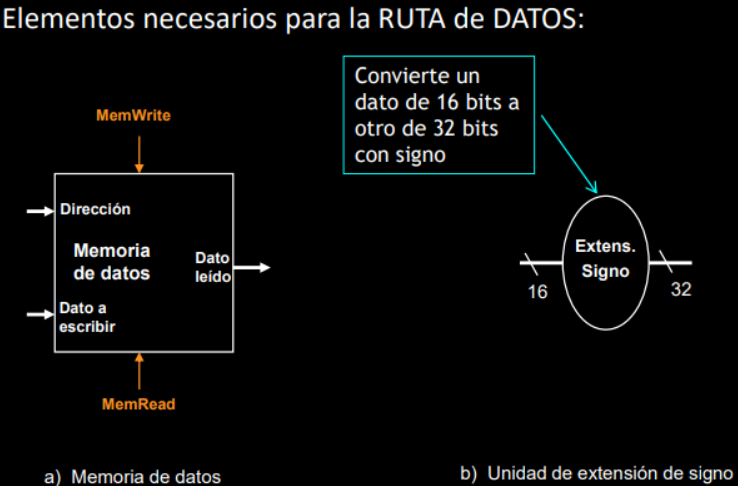 Elementos necesarios para la RUTA de DATOS:
Convierte un
dato de 16 bits a
otro de 32 bits
con signo
MemWrite
Dirección
Memoria
de datos
Dato
leído
Dato a
escribir
MemRead
Extens.
Signo
16
32
a) Memoria de datos
b) Unidad de extensión de signo